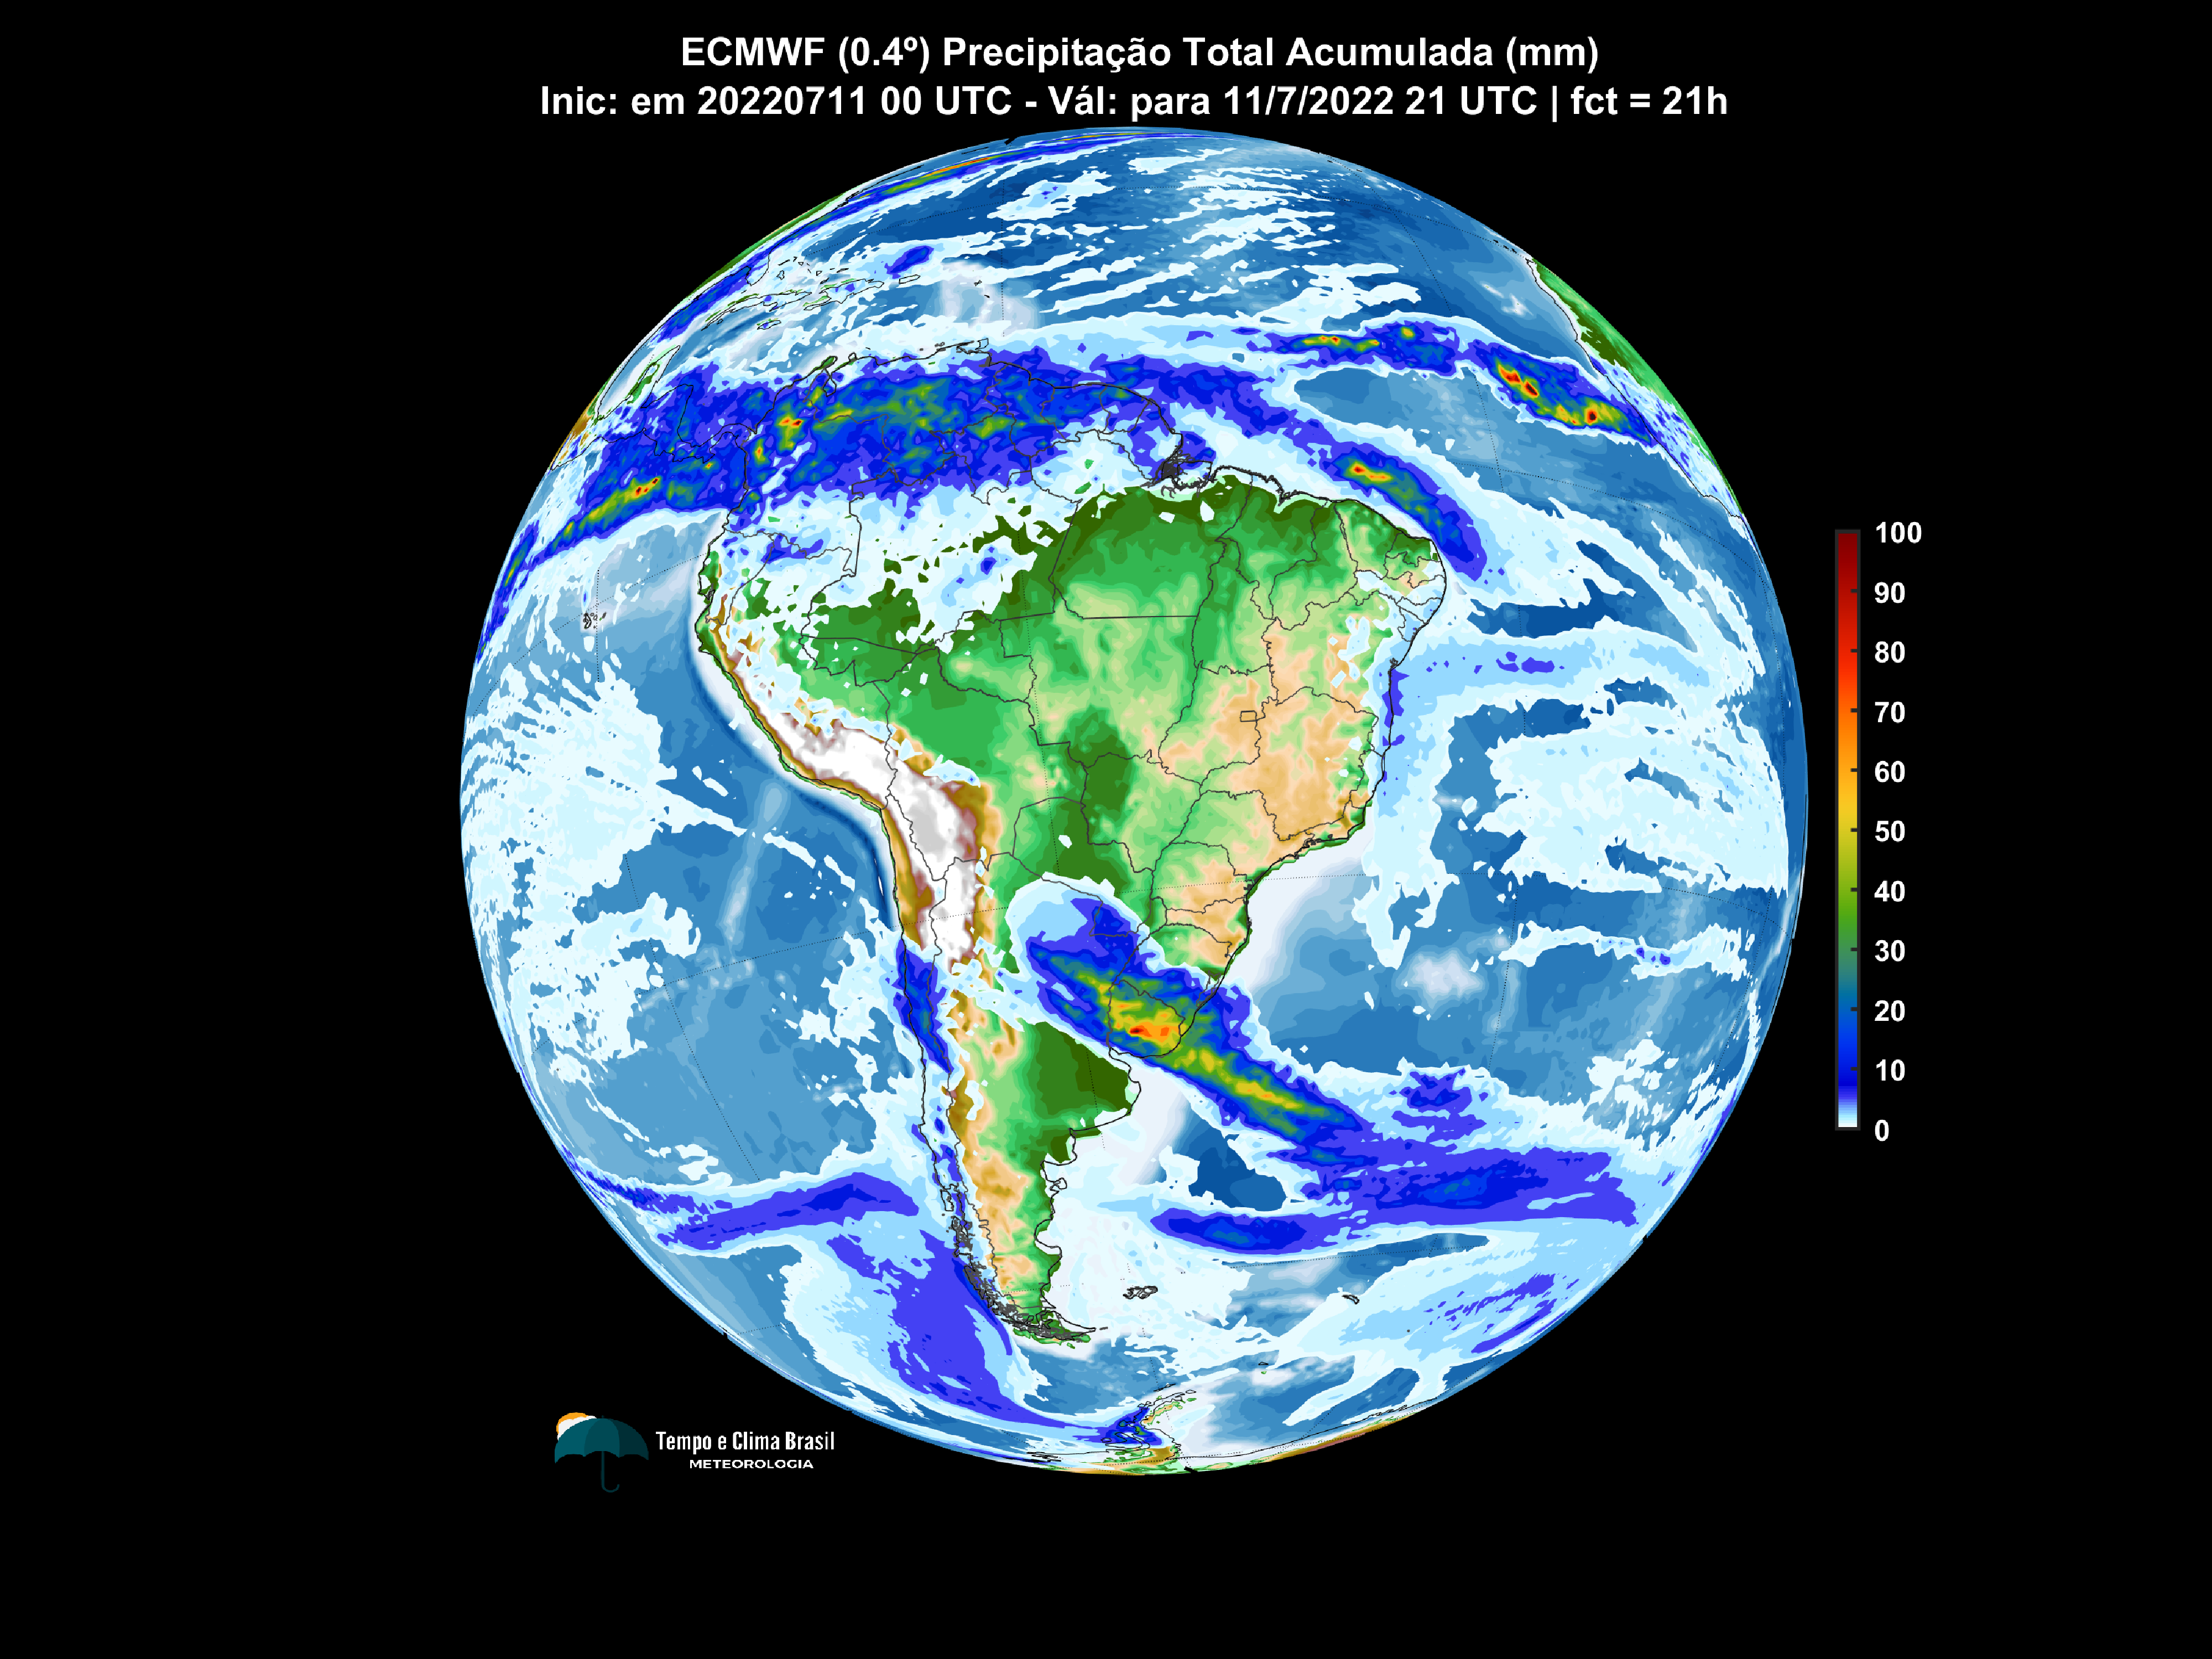 ECMWF (0.4º) Precipitação Total Acumulada (mm)
Inic: em 20220711 00 UTC - Vál: para 11/7/2022 21 UTC | fct = 21h
100
90
80
70
60
50
40
30
20
10
0
Tempo e Clima Brasil
METEOROLOGIA